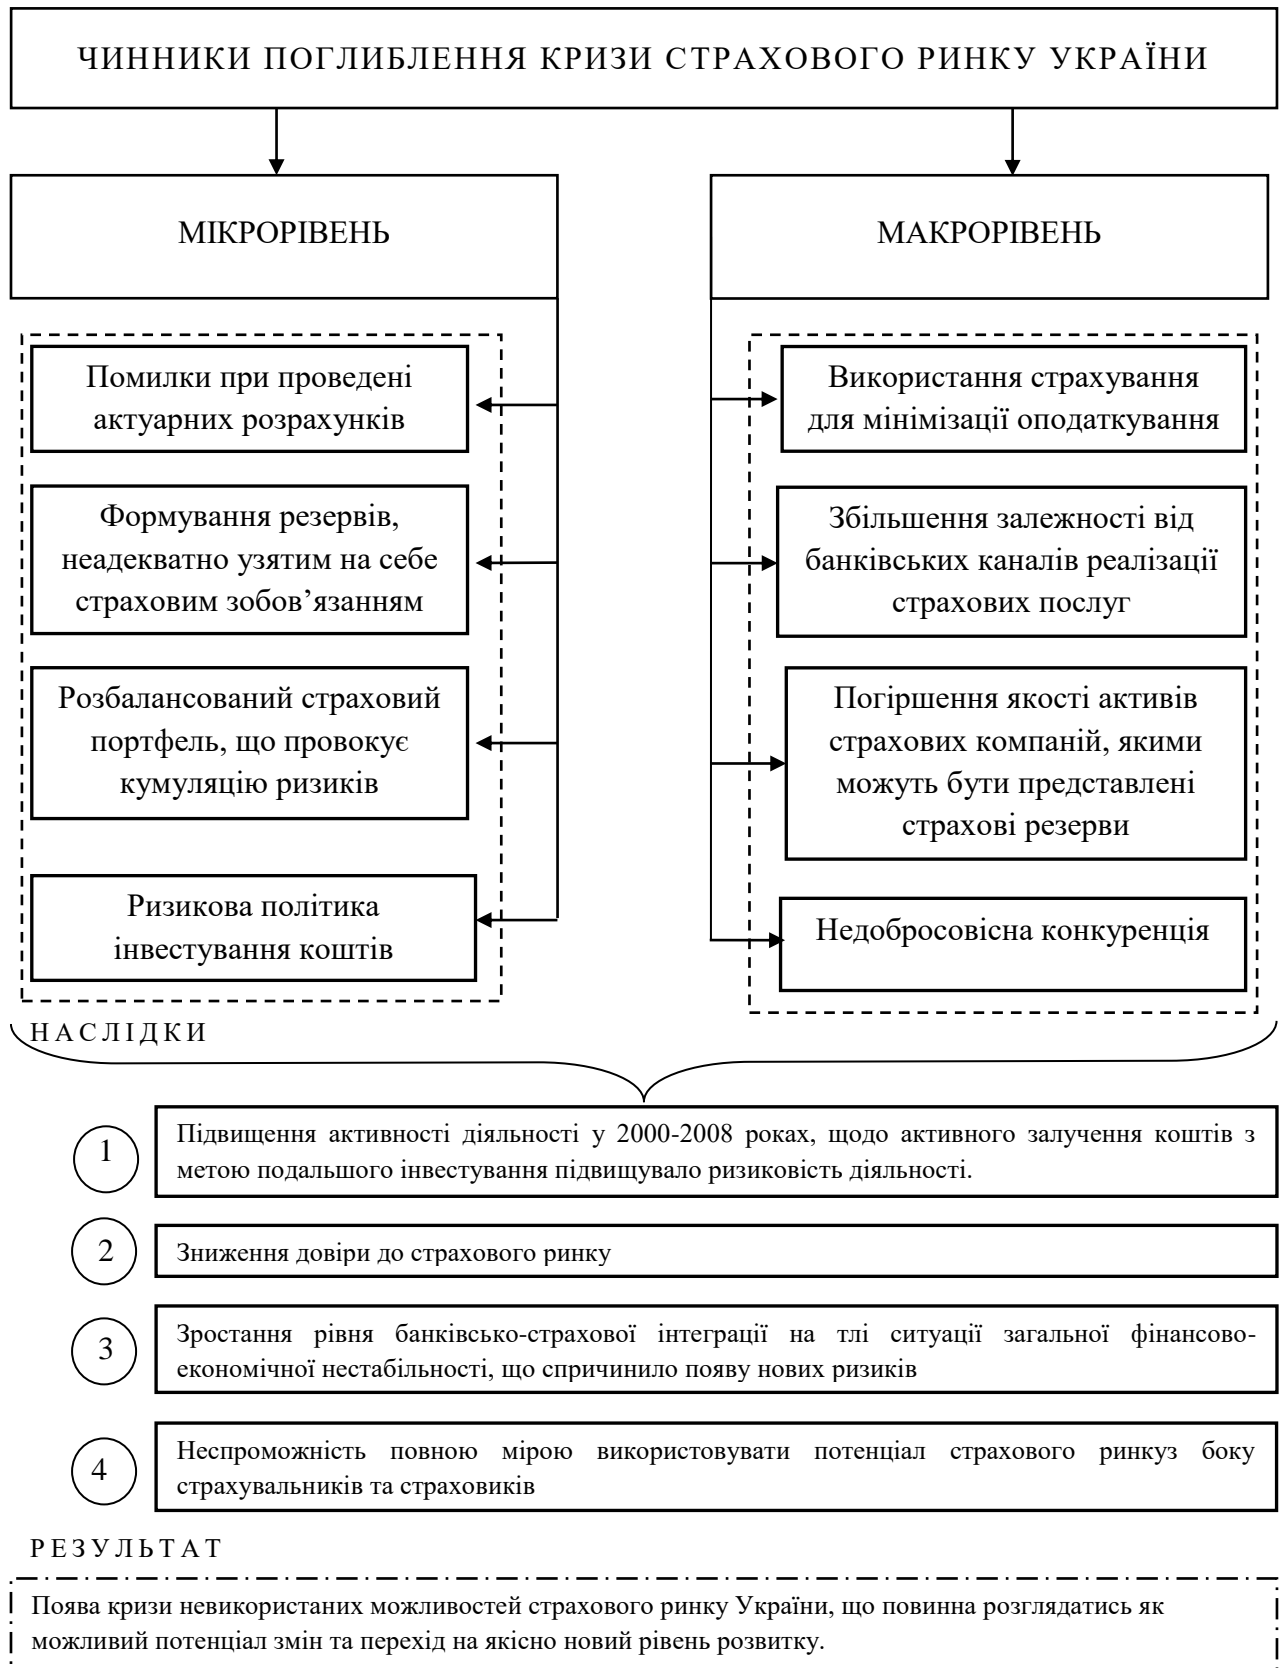 ЧИННИКИ ПОГЛИБЛЕННЯ КРИЗИ СТРАХОВОГО РИНКУ УКРАЇНИ
МІКРОРІВЕНЬ
Помилки при проведені
актуарних розрахунків
Формування резервів,
неадекватно узятим на себе
страховим зобов’язанням
Розбалансований страховий
портфель, що провокує
кумуляцію ризиків
Ризикова політика
інвестування коштів
МАКРОРІВЕНЬ
Використання страхування
для мінімізації оподаткування
Збільшення залежності від
банківських каналів реалізації
страхових послуг
Погіршення якості активів
страхових компаній, якими
можуть бути представлені
страхові резерви
Недобросовісна конкуренція
НАСЛІДКИ
1
Підвищення активності діяльності у 2000-2008 роках, щодо активного залучення коштів з
метою подальшого інвестування підвищувало ризиковість діяльності.
2
Зниження довіри до страхового ринку
3
Зростання рівня банківсько-страхової інтеграції на тлі ситуації загальної фінансово-
економічної нестабільності, що спричинило появу нових ризиків
4
Неспроможність повною мірою використовувати потенціал страхового ринкуз боку
страхувальників та страховиків
РЕЗУЛЬТАТ
Поява кризи невикористаних можливостей страхового ринку України, що повинна розглядатись як
можливий потенціал змін та перехід на якісно новий рівень розвитку.